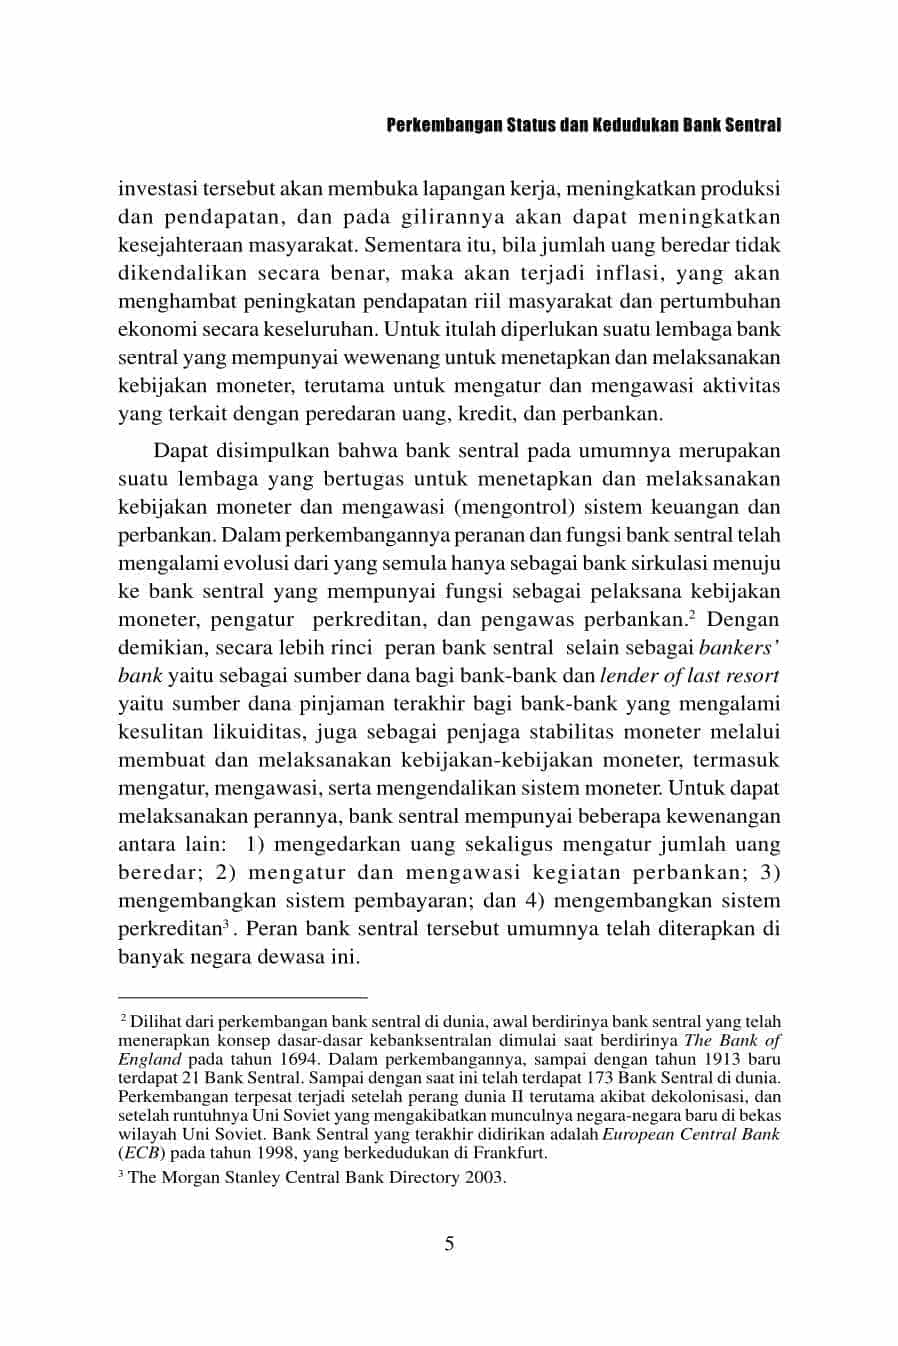 Perkembangan Status dan Kedudukan Bank Sentral
investasi tersebut akan membuka lapangan kerja, meningkatkan produksi
dan pendapatan, dan pada gilirannya akan dapat meningkatkan
kesejahteraan masyarakat. Sementara itu, bila jumlah uang beredar tidak
dikendalikan secara benar, maka akan terjadi inflasi, yang akan
menghambat peningkatan pendapatan riil masyarakat dan pertumbuhan
ekonomi secara keseluruhan. Untuk itulah diperlukan suatu lembaga bank
sentral yang mempunyai wewenang untuk menetapkan dan melaksanakan
kebijakan moneter, terutama untuk mengatur dan mengawasi aktivitas
yang terkait dengan peredaran uang, kredit, dan perbankan.
Dapat disimpulkan bahwa bank sentral pada umumnya merupakan
suatu lembaga yang bertugas untuk menetapkan dan melaksanakan
kebijakan moneter dan mengawasi (mengontrol) sistem keuangan dan
perbankan. Dalam perkembangannya peranan dan fungsi bank sentral telah
mengalami evolusi dari yang semula hanya sebagai bank sirkulasi menuju
ke bank sentral yang mempunyai fungsi sebagai pelaksana kebijakan
moneter, pengatur perkreditan, dan pengawas perbankan.² Dengan
demikian, secara lebih rinci peran bank sentral selain sebagai bankers’
bank yaitu sebagai sumber dana bagi bank-bank dan lender of last resort
yaitu sumber dana pinjaman terakhir bagi bank-bank yang mengalami
kesulitan likuiditas, juga sebagai penjaga stabilitas moneter melalui
membuat dan melaksanakan kebijakan-kebijakan moneter, termasuk
mengatur, mengawasi, serta mengendalikan sistem moneter. Untuk dapat
melaksanakan perannya, bank sentral mempunyai beberapa kewenangan
antara lain: 1) mengedarkan uang sekaligus mengatur jumlah uang
beredar; 2) mengatur dan mengawasi kegiatan perbankan; 3)
mengembangkan sistem pembayaran; dan 4) mengembangkan sistem
perkreditan³ . Peran bank sentral tersebut umumnya telah diterapkan di
banyak negara dewasa ini.
² Dilihat dari perkembangan bank sentral di dunia, awal berdirinya bank sentral yang telah
menerapkan konsep dasar-dasar kebanksentralan dimulai saat berdirinya The Bank of
England pada tahun 1694. Dalam perkembangannya, sampai dengan tahun 1913 baru
terdapat 21 Bank Sentral. Sampai dengan saat ini telah terdapat 173 Bank Sentral di dunia.
Perkembangan terpesat terjadi setelah perang dunia II terutama akibat dekolonisasi, dan
setelah runtuhnya Uni Soviet yang mengakibatkan munculnya negara-negara baru di bekas
wilayah Uni Soviet. Bank Sentral yang terakhir didirikan adalah European Central Bank
(ECB) pada tahun 1998, yang berkedudukan di Frankfurt.
³ The Morgan Stanley Central Bank Directory 2003.
5